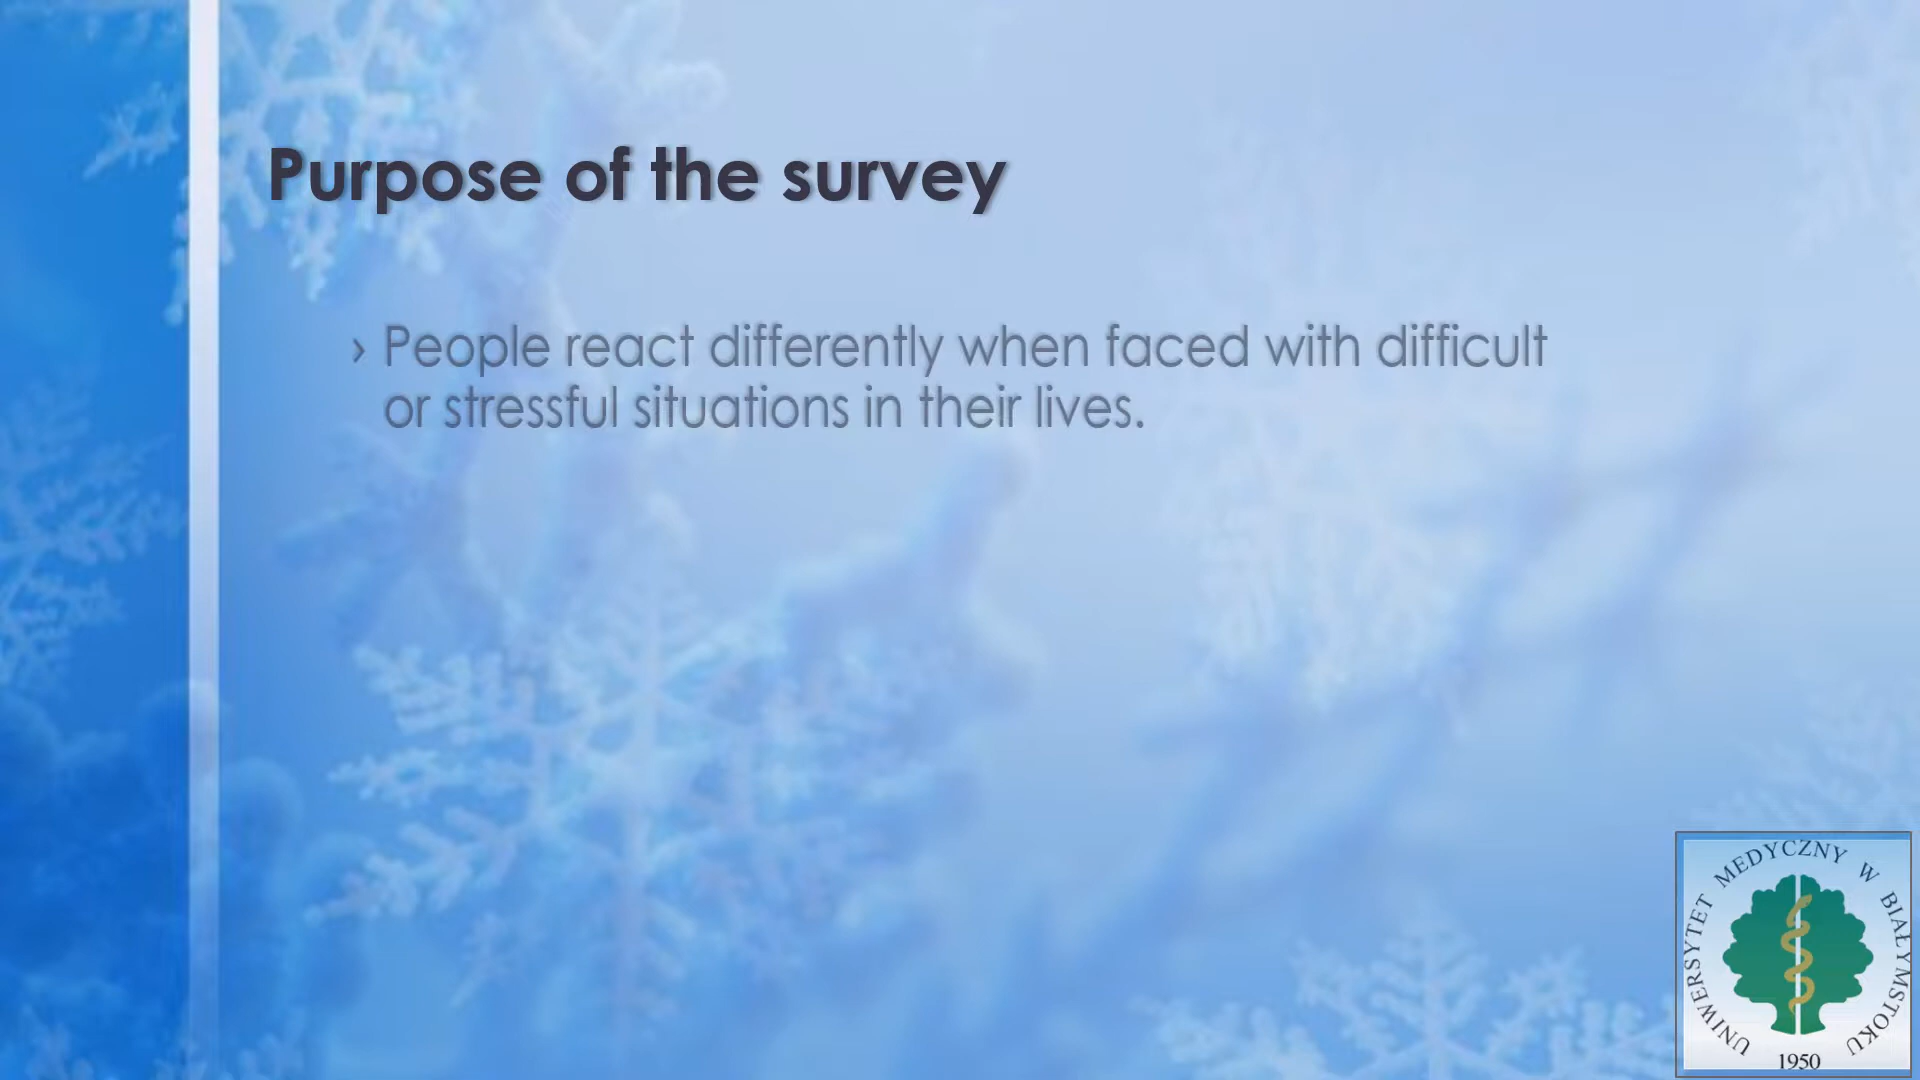 Purpose of the survey
› People react differently when faced with difficult
or stressful situations in their lives.
UNIWERSYTET MEDYCZNY W BIAŁYMSTOKU
1950